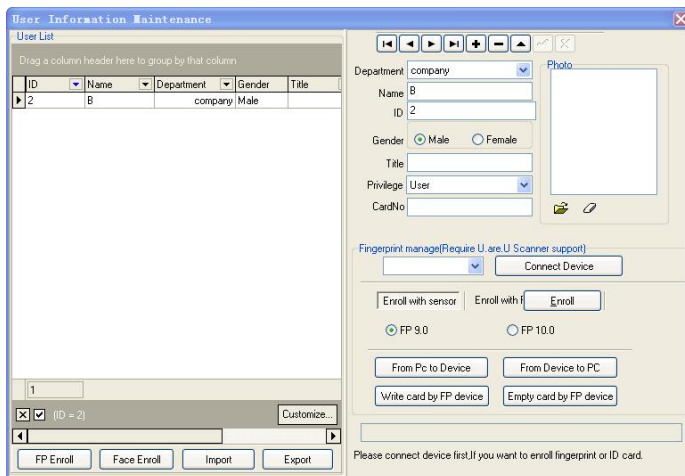 User Information Maintenance
User List
Drag a column header here to group by that column
ID Name Department Gender Title
2 B company Male
1
(ID = 2)
Customize...
FP Enroll Face Enroll Import Export
Department company
Name B
ID 2
Gender Male Female
Title
Privilege User
CardNo
Photo
Fingerprint manage(Require U.are.U Scanner support)
Connect Device
Enroll with sensor Enroll with F Enroll
FP 9.0 FP 10.0
From Pc to Device From Device to PC
Write card by FP device Empty card by FP device
Please connect device first,If you want to enroll fingerprint or ID card.